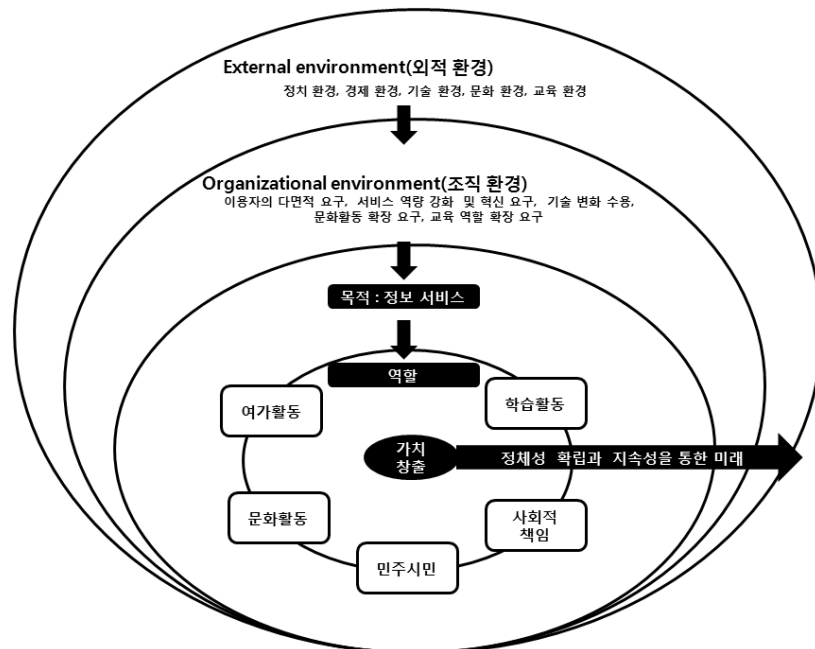 External environment(외적 환경)
정치 환경, 경제 환경, 기술 환경, 문화 환경, 교육 환경
Organizational environment(조직 환경)
이용자의 다면적 요구, 서비스 역량 강화 및 혁신 요구, 기술 변화 수용,
문화활동 확장 요구, 교육 역할 확장 요구
목적 : 정보 서비스
역할
여가활동
학습활동
가치
창출
정체성 확립과 지속성을 통한 미래
문화활동
사회적
책임
민주시민